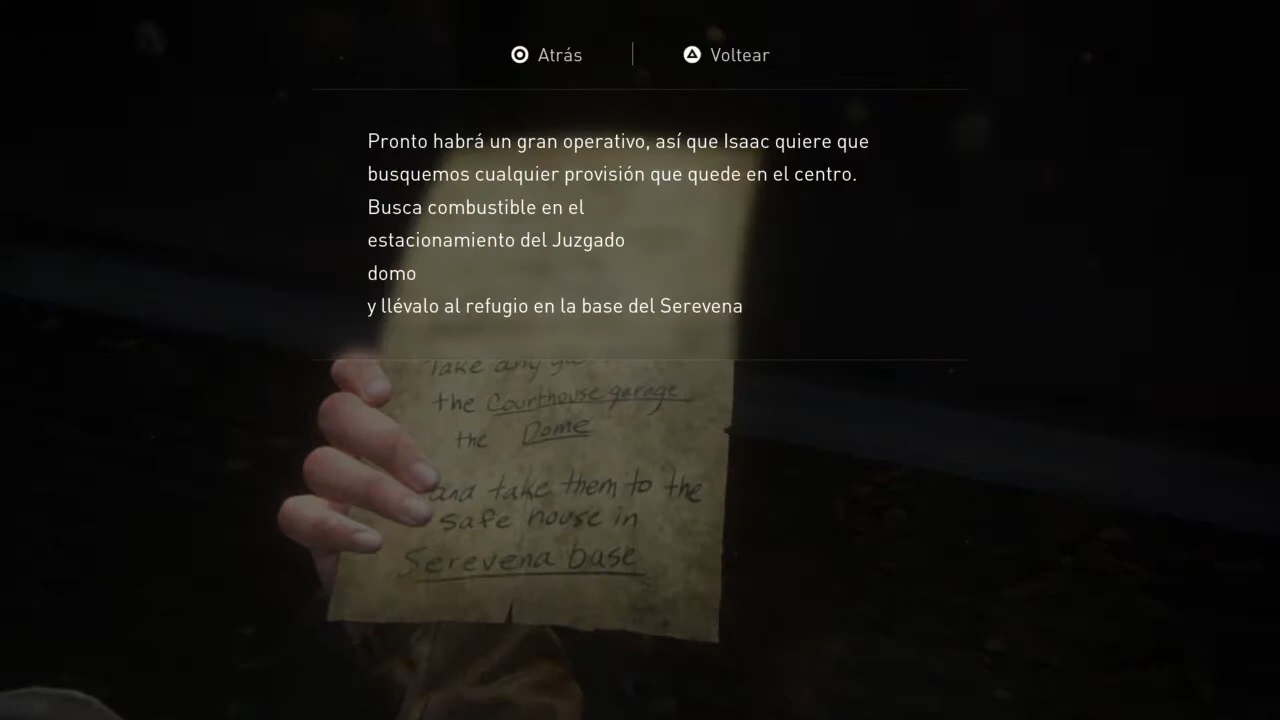 Atrás
Voltear
Pronto habrá un gran operativo, así que Isaac quiere que
busquemos cualquier provisión que quede en el centro.
Busca combustible en el
estacionamiento del Juzgado
domo
y llévalo al refugio en la base del Serevena
Take any
the Courthouse garage
the Dome
and take them to the
safe house in
Serevena base